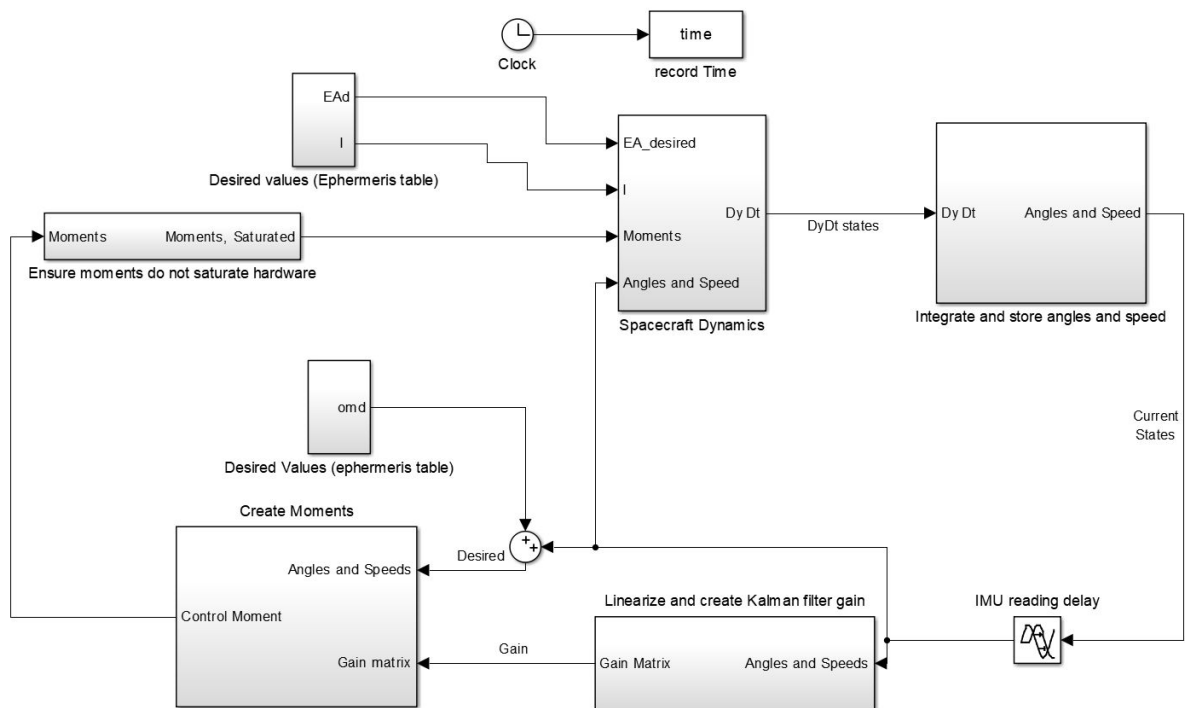 time
Clock
record Time
EAd
I
Desired values (Ephermeris table)
EA_desired
I
Moments
Angles and Speed
Dy Dt
Spacecraft Dynamics
DyDt states
Dy Dt
Angles and Speed
Integrate and store angles and speed
Moments
Moments, Saturated
Ensure moments do not saturate hardware
omd
Desired Values (ephermeris table)
Current
States
Create Moments
Angles and Speeds
Control Moment
Gain matrix
Desired
+
+
Gain
Linearize and create Kalman filter gain
Gain Matrix
Angles and Speeds
IMU reading delay